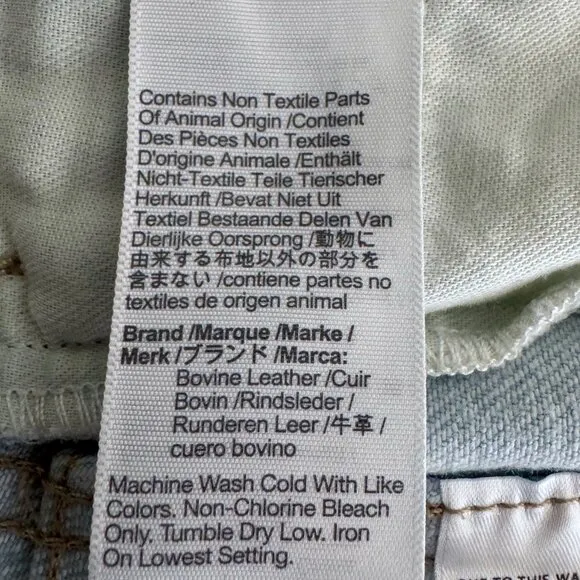 Contains Non Textile Parts
Of Animal Origin /Contient
Des Pièces Non Textiles
D'origine Animale /Enthält
Nicht-Textile Teile Tierischer
Herkunft /Bevat Niet Uit
Textiel Bestaande Delen Van
Dierlijke Oorsprong /動物に
由来する布地以外の部分を
含まない /contiene partes no
textiles de origen animal
Brand /Marque /Marke /
Merk /ブランド /Marca:
Bovine Leather /Cuir
Bovin /Rindsleder /
Runderen Leer /牛革 /
cuero bovino
Machine Wash Cold With Like
Colors. Non-Chlorine Bleach
Only. Tumble Dry Low. Iron
On Lowest Setting.
TO THIS WA